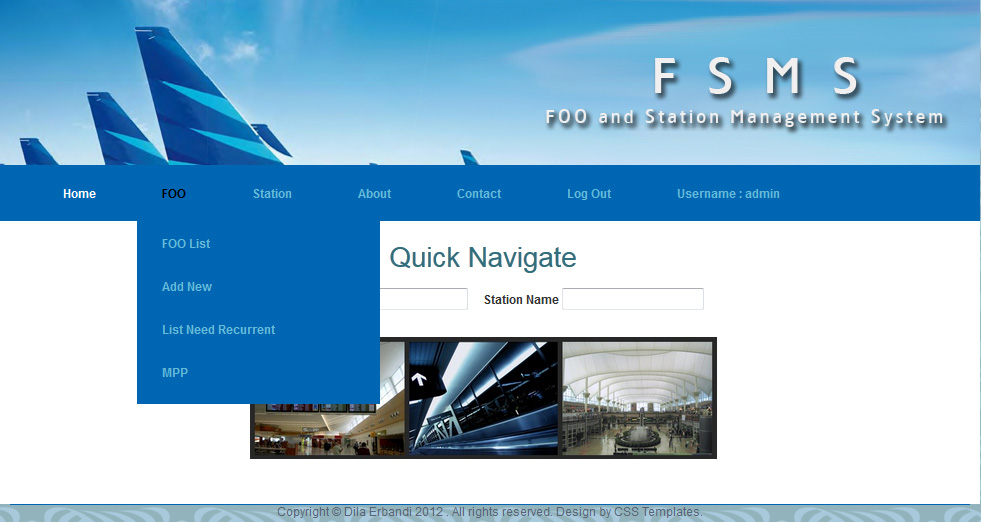 F S M S
FOO and Station Management System
Home FOO Station About Contact Log Out Username : admin
FOO List
Quick Navigate
Add New
Station Name
List Need Recurrent
MPP
Copyright © Dila Erbandi 2012 . All rights reserved. Design by CSS Templates.